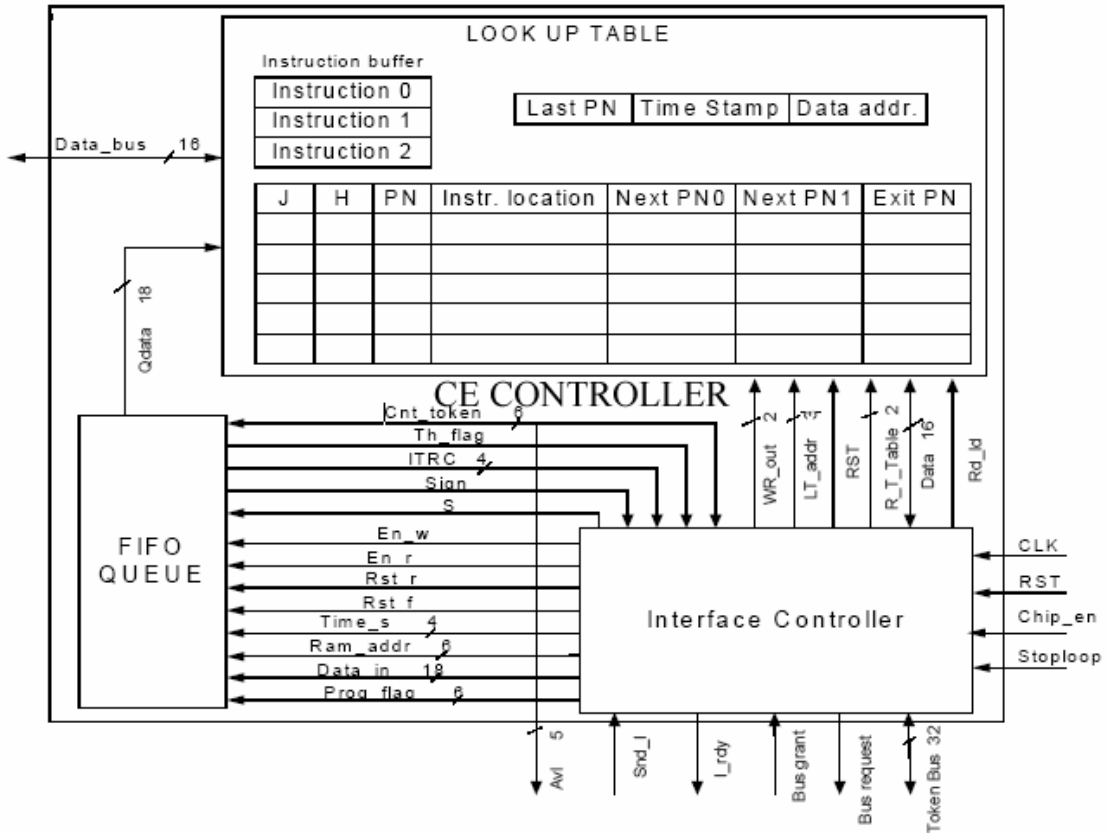 LOOK UP TABLE
Instruction buffer
Instruction 0
Instruction 1
Instruction 2
Last PN Time Stamp Data addr.
Data_bus 16
J H PN Instr. location Next PN0 Next PN1 Exit PN
Qdata 18
CE CONTROLLER
Cnt_token 6
Th_flag
ITRC 4
Sign
S
En_w
En_r
Rst_r
Rst_f
Time_s 4
Ram_addr 6
Data_in 18
Prog_flag 6
FIFO
QUEUE
WR_out 2
LT_addr
RST
R_T_Table 2
Data 16
Rd_ld
Interface Controller
CLK
RST
Chip_en
Stoploop
Avl 5
Snd_I
I_rdy
Bus grant
Bus request
Token Bus 32